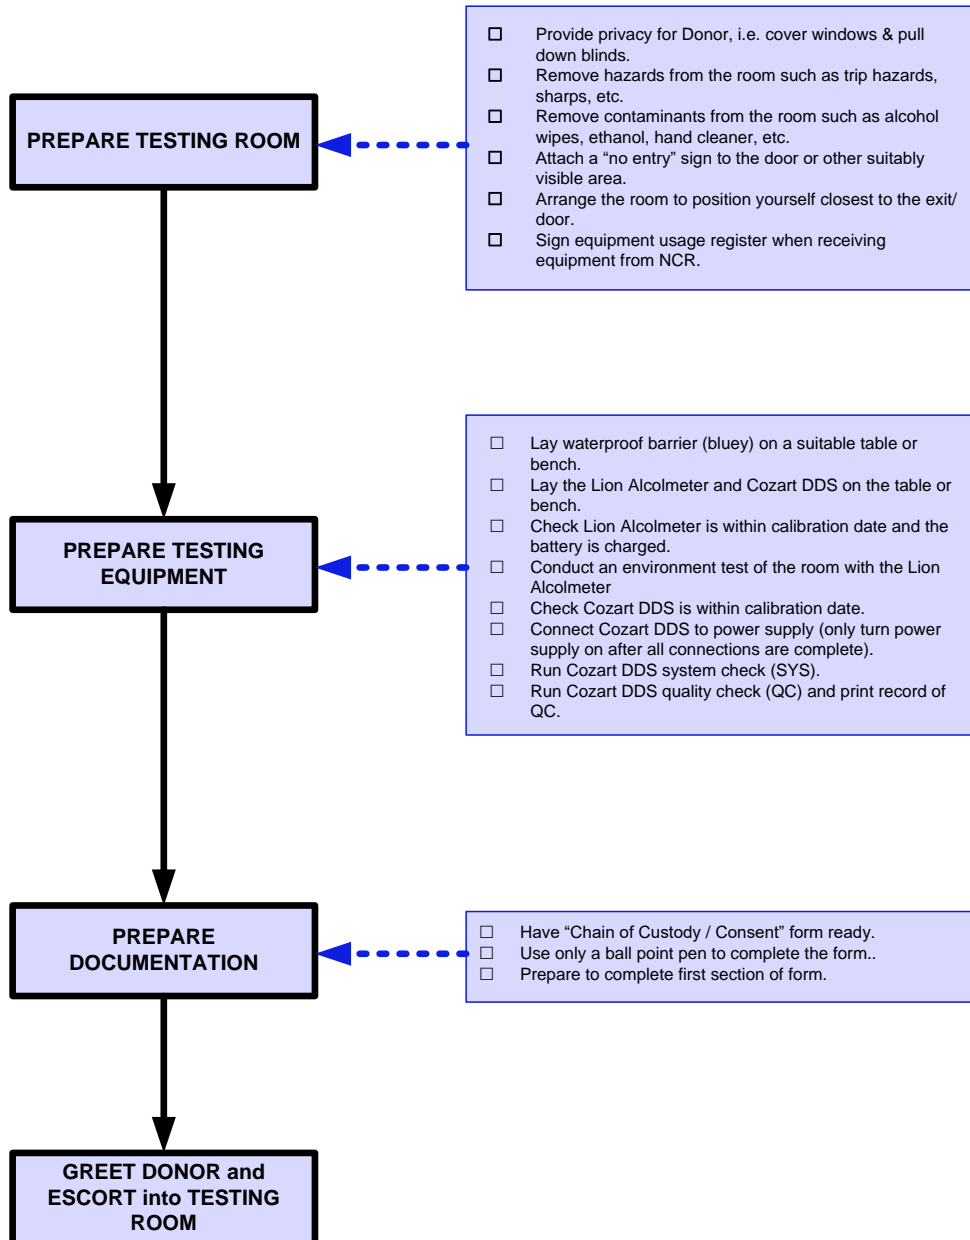 PREPARE TESTING ROOM
☐ Provide privacy for Donor, i.e. cover windows & pull
down blinds.
☐ Remove hazards from the room such as trip hazards,
sharps, etc.
☐ Remove contaminants from the room such as alcohol
wipes, ethanol, hand cleaner, etc.
☐ Attach a “no entry” sign to the door or other suitably
visible area.
☐ Arrange the room to position yourself closest to the exit/
door.
☐ Sign equipment usage register when receiving
equipment from NCR.
PREPARE TESTING
EQUIPMENT
☐ Lay waterproof barrier (bluey) on a suitable table or
bench.
☐ Lay the Lion Alcolmeter and Cozart DDS on the table or
bench.
☐ Check Lion Alcolmeter is within calibration date and the
battery is charged.
☐ Conduct an environment test of the room with the Lion
Alcolmeter
☐ Check Cozart DDS is within calibration date.
☐ Connect Cozart DDS to power supply (only turn power
supply on after all connections are complete).
☐ Run Cozart DDS system check (SYS).
☐ Run Cozart DDS quality check (QC) and print record of
QC.
PREPARE
DOCUMENTATION
☐ Have “Chain of Custody / Consent” form ready.
☐ Use only a ball point pen to complete the form..
☐ Prepare to complete first section of form.
GREET DONOR and
ESCORT into TESTING
ROOM